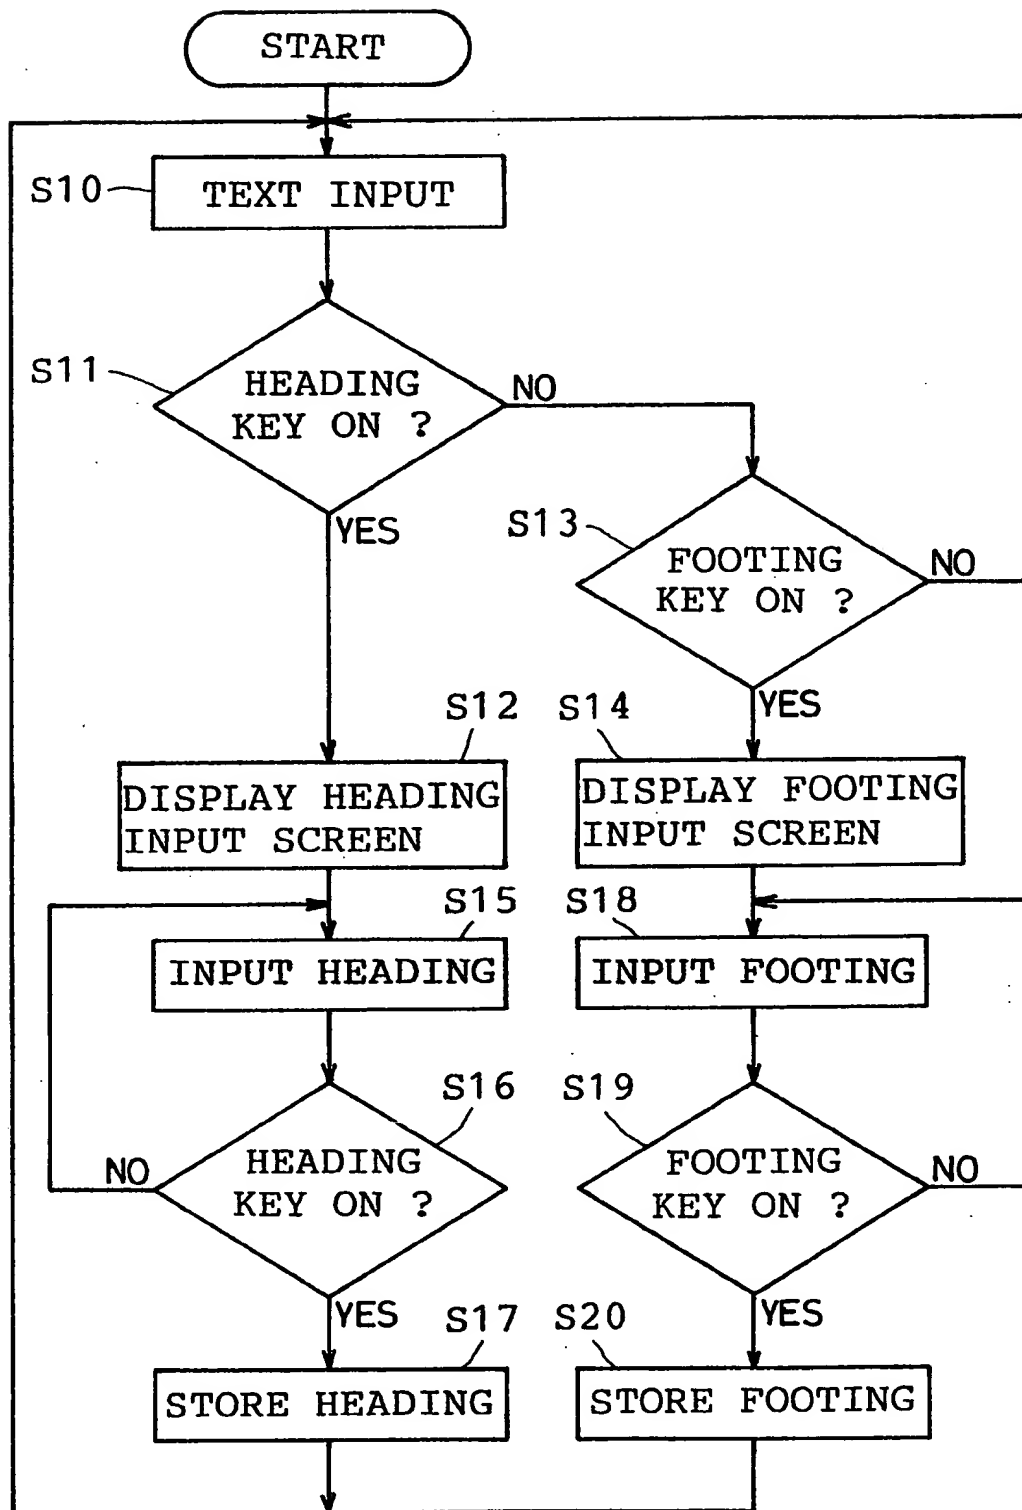 START
S10
TEXT INPUT
S11
HEADING
KEY ON ?
NO
YES
S13
FOOTING
KEY ON ?
NO
YES
S12
DISPLAY HEADING
INPUT SCREEN
S14
DISPLAY FOOTING
INPUT SCREEN
S15
INPUT HEADING
S18
INPUT FOOTING
S16
HEADING
KEY ON ?
NO
YES
S19
FOOTING
KEY ON ?
NO
YES
S17
STORE HEADING
S20
STORE FOOTING